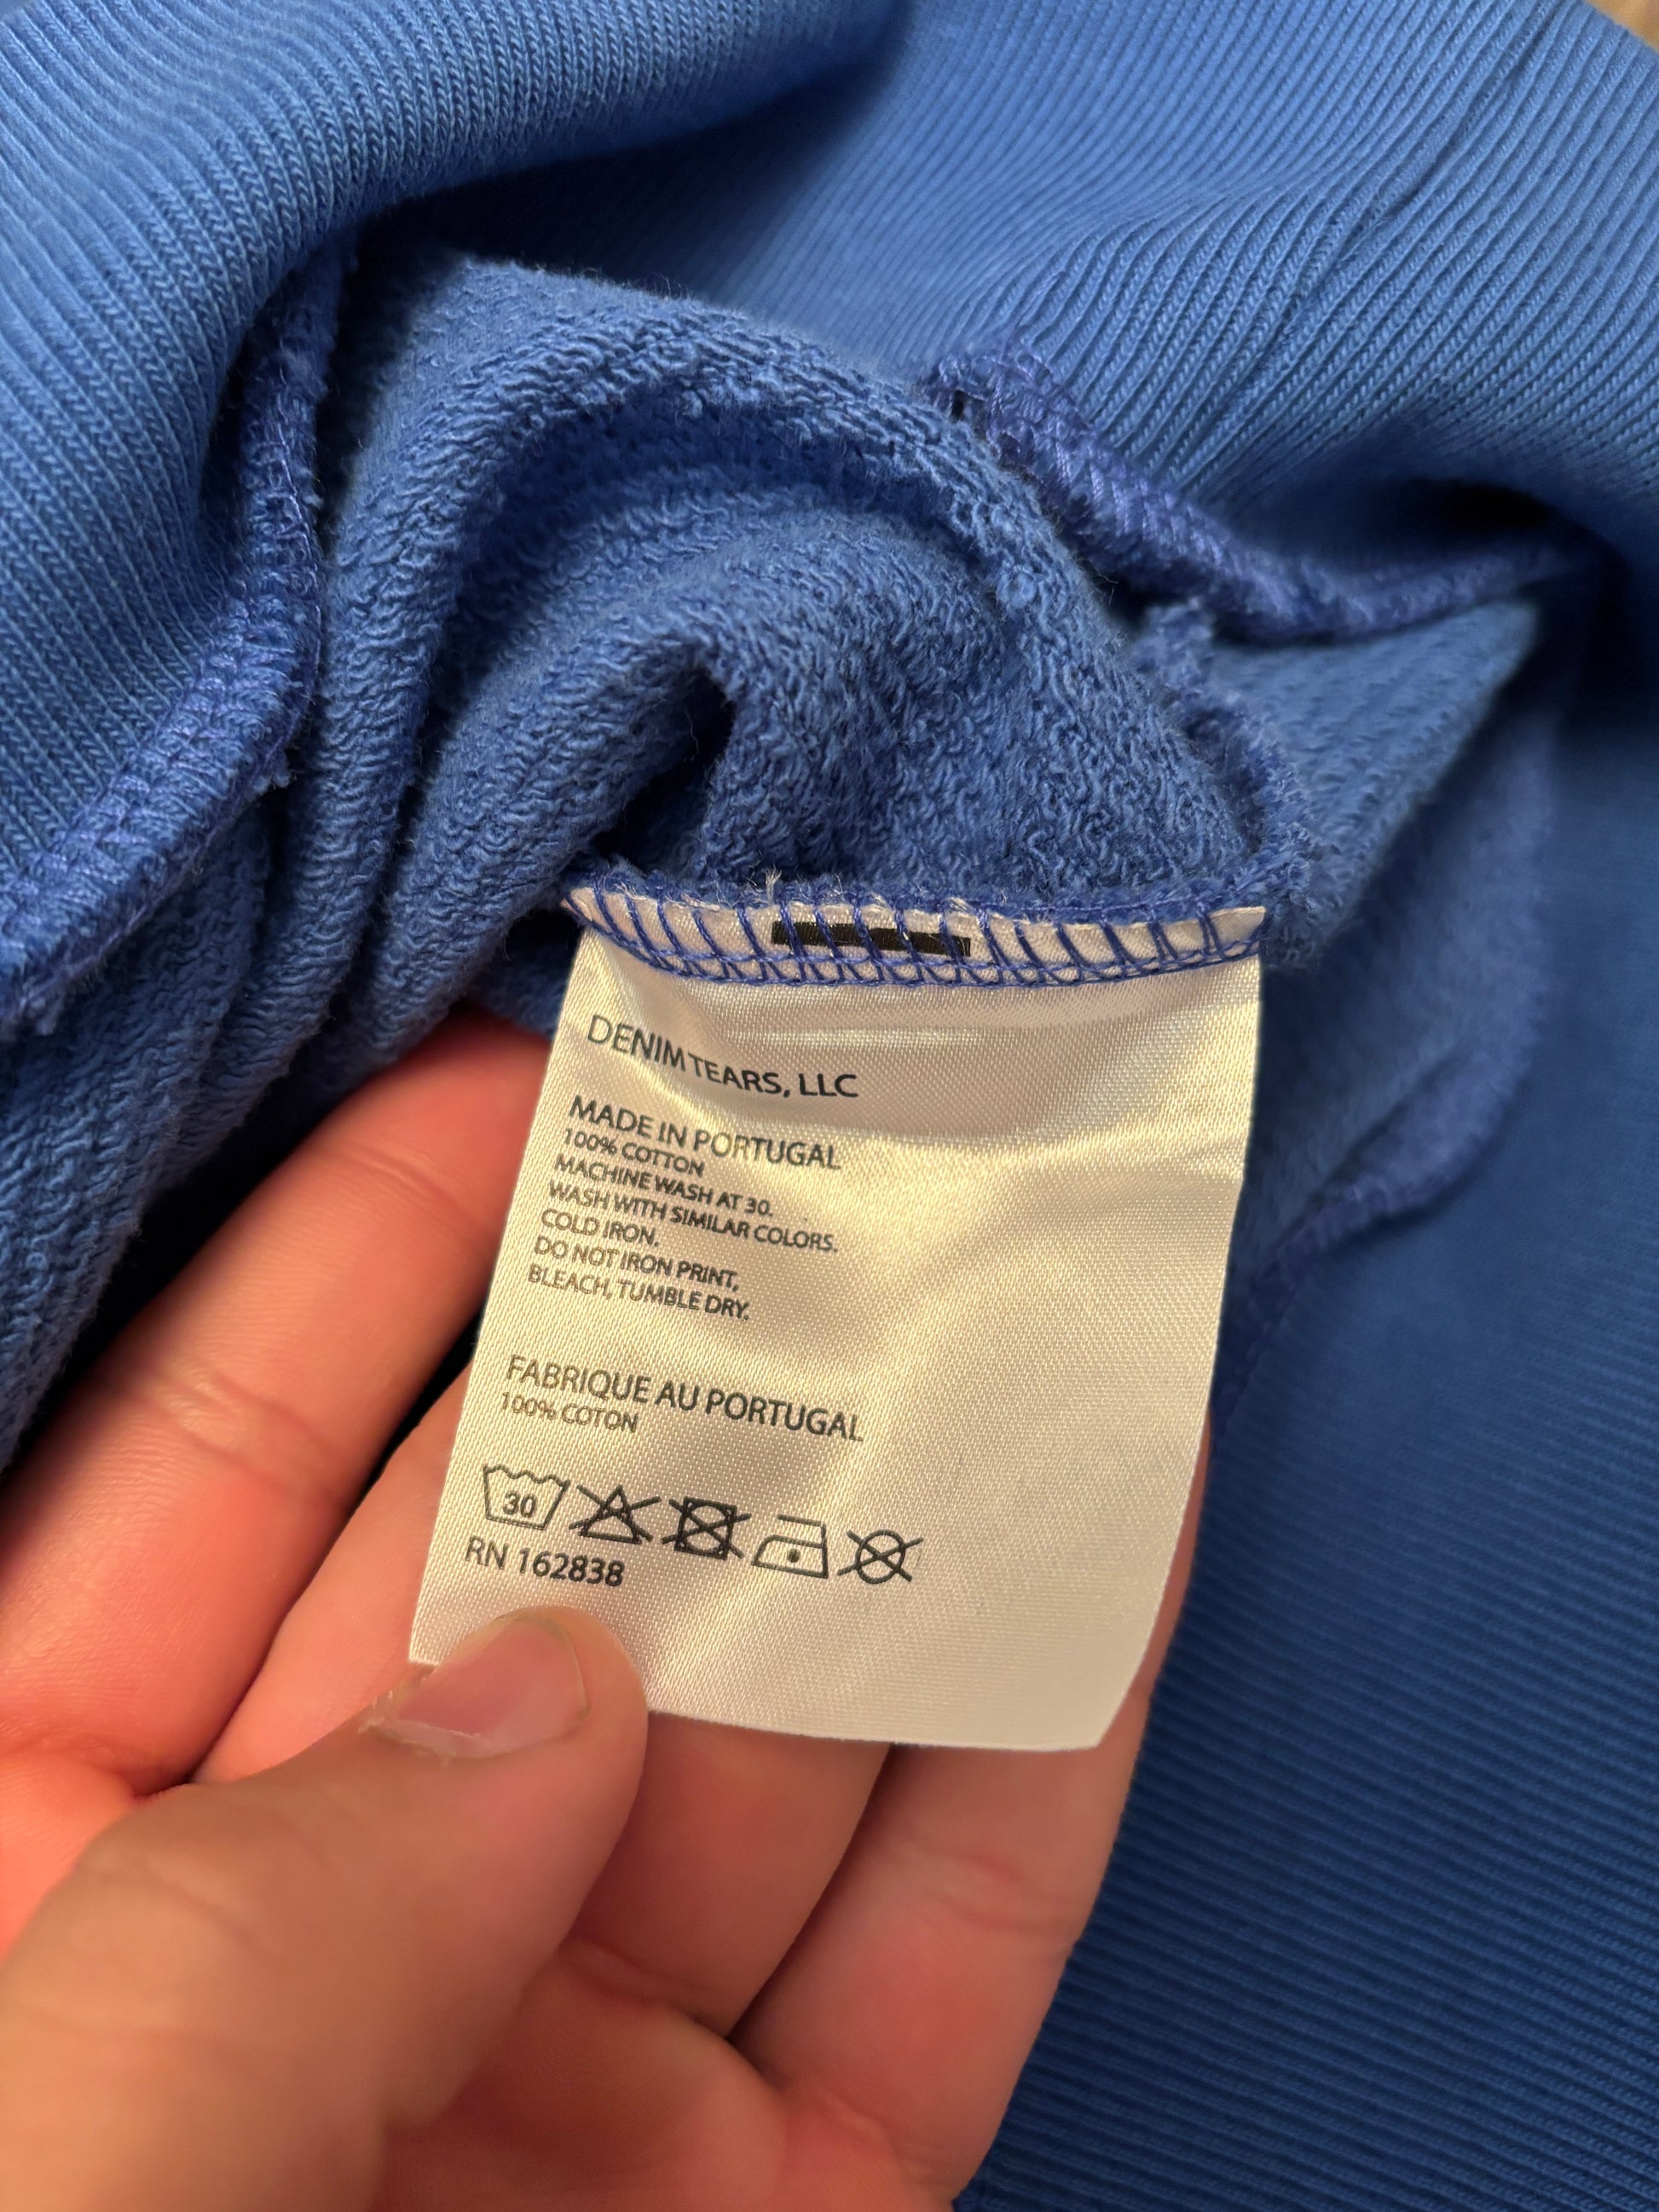 DENIM TEARS, LLC
MADE IN PORTUGAL
100% COTTON
MACHINE WASH AT 30.
WASH WITH SIMILAR COLORS.
COLD IRON.
DO NOT IRON PRINT,
BLEACH, TUMBLE DRY.
FABRIQUE AU PORTUGAL
100% COTON
30
RN 162838